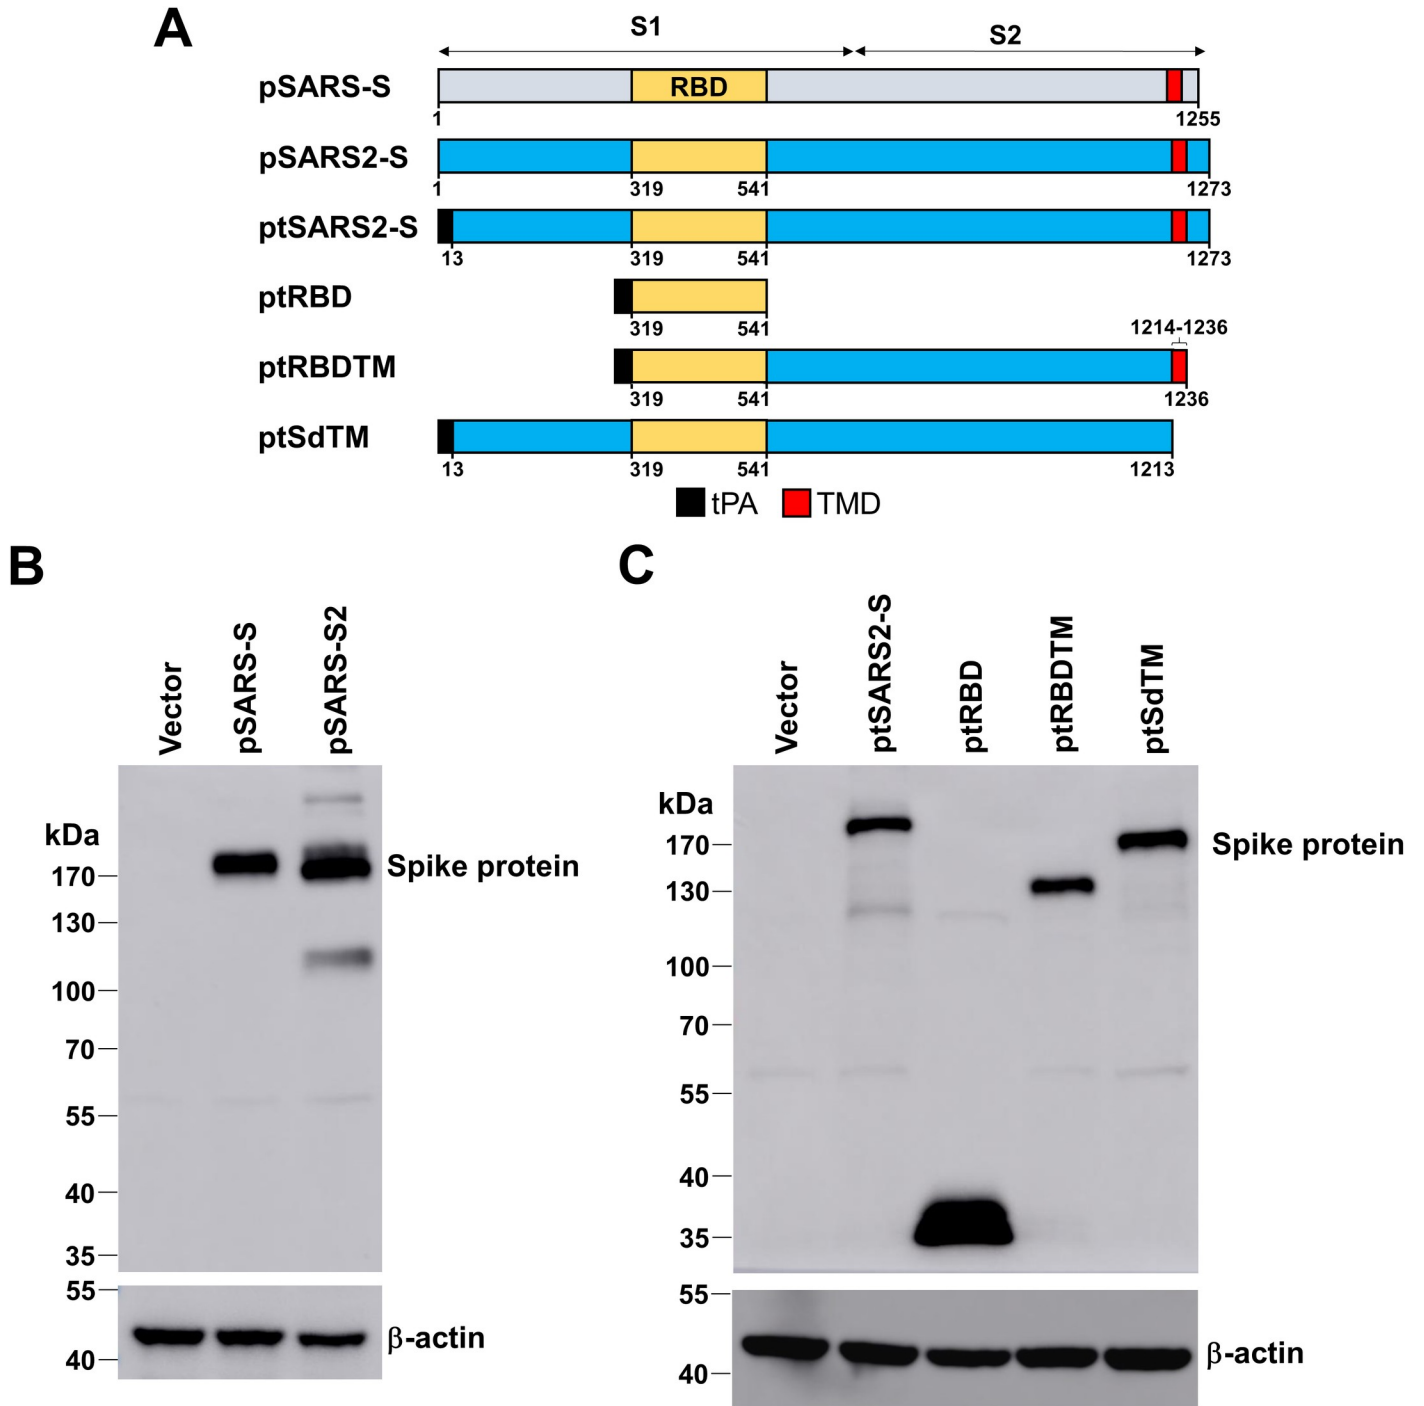 A
S1
S2
pSARS-S
RBD
1
1255
pSARS2-S
1
319
541
1273
ptSARS2-S
13
319
541
1273
ptRBD
319
541
1214-1236
ptRBDTM
319
541
1236
ptSdTM
13
319
541
1213
tPA
TMD
B
Vector
pSARS-S
pSARS-S2
kDa
170
130
100
70
55
40
35
Spike protein
55
40
β-actin
C
Vector
ptSARS2-S
ptRBD
ptRBDTM
ptSdTM
kDa
170
130
100
70
55
40
35
Spike protein
55
40
β-actin